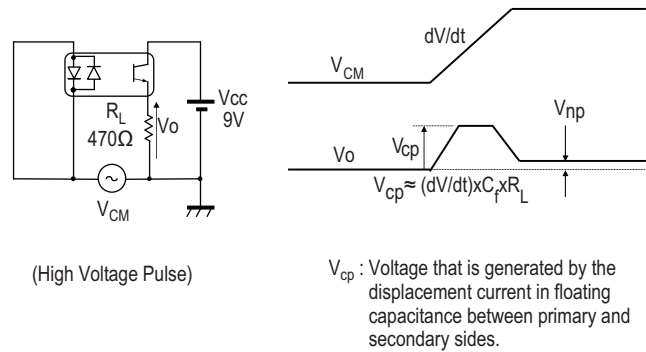 R_L
470Ω
Vo
Vcc
9V
V_CM
(High Voltage Pulse)
dV/dt
V_CM
V_np
Vo
V_cp
V_cp≈ (dV/dt)xC_fxR_L
V_cp : Voltage that is generated by the
displacement current in floating
capacitance between primary and
secondary sides.